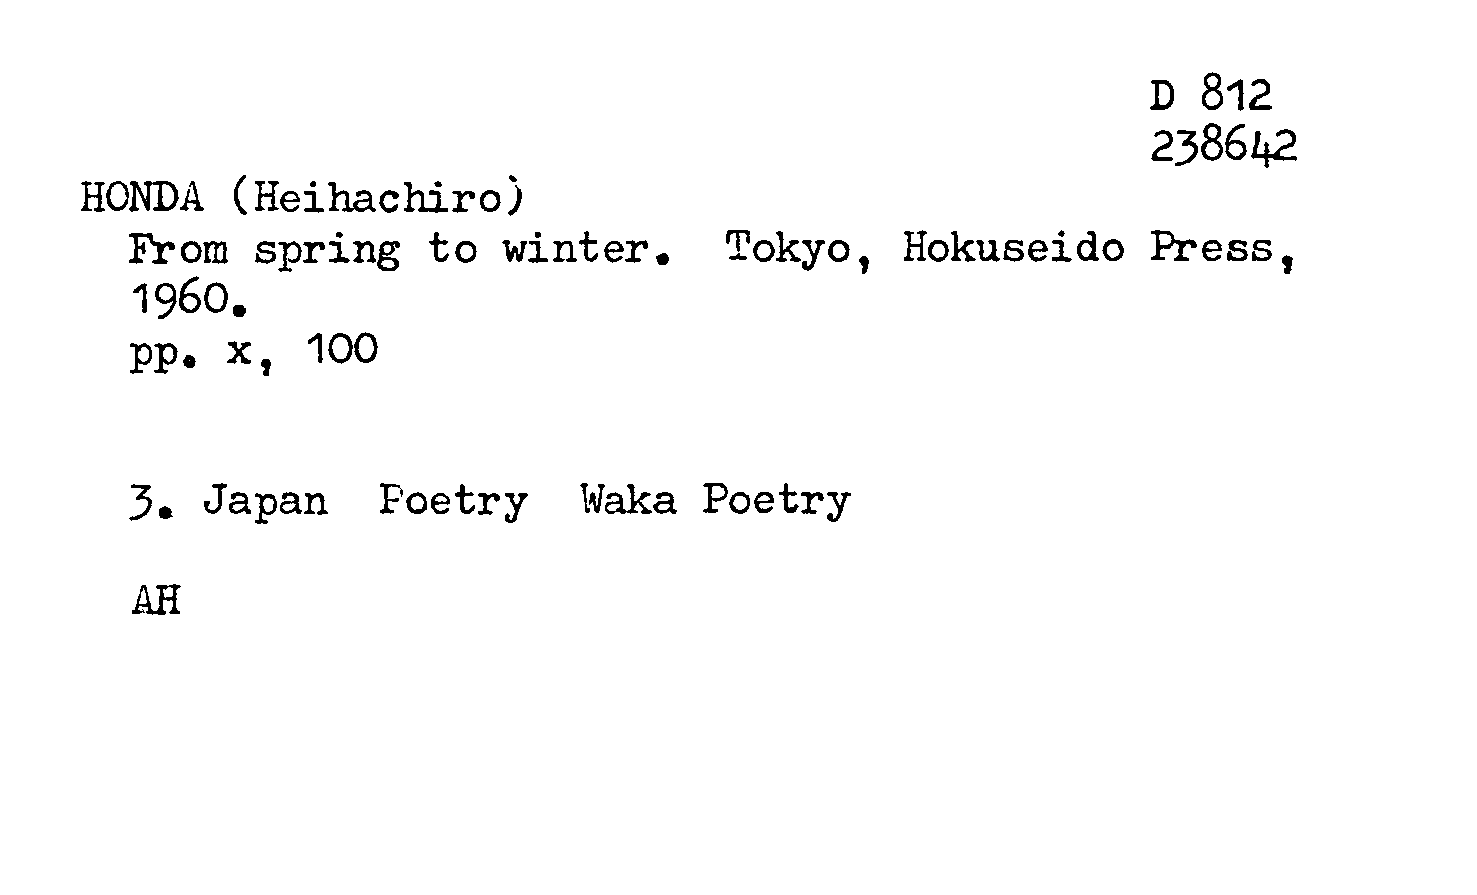 D 812
238642
HONDA (Heihachiro)
From spring to winter. Tokyo, Hokuseido Press,
1960.
pp. x, 100
3. Japan Poetry Waka Poetry
AH